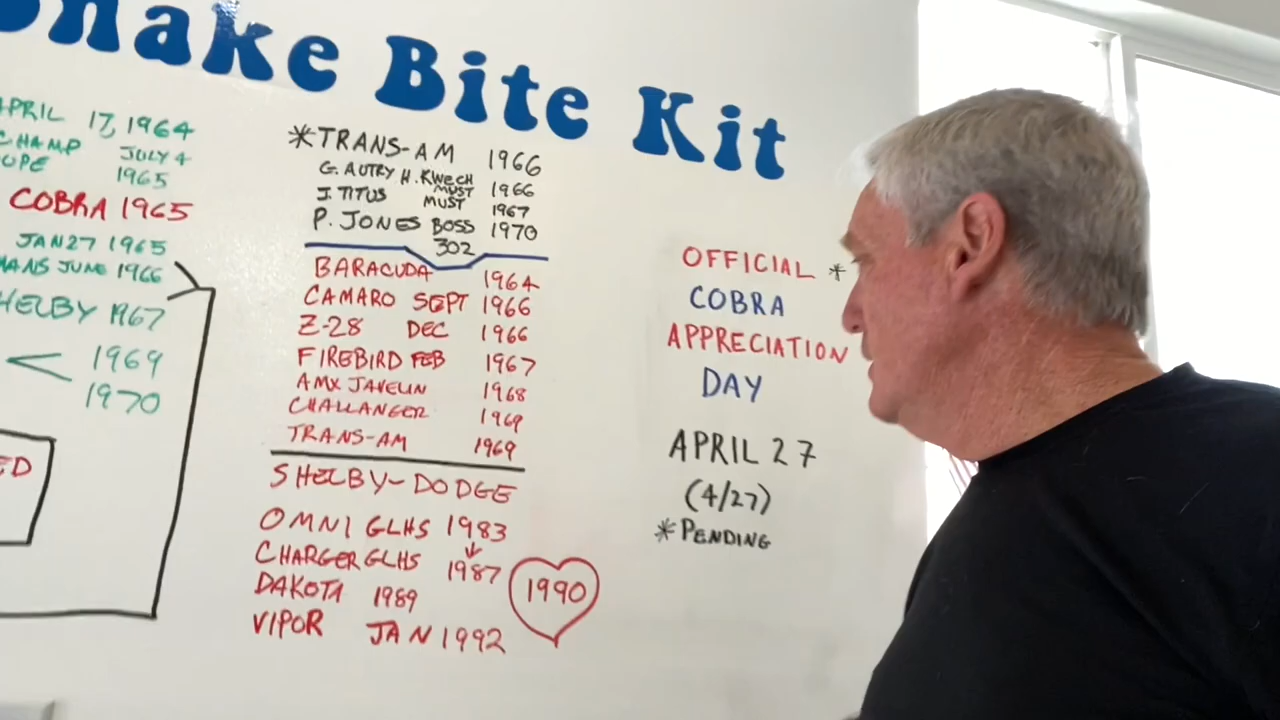 Snake Bite Kit
APRIL 17, 1964
CHAMP JULY 4
1965
COBRA 1965
JAN 27 1965
JUNE 1966
SHELBY 1967
1969
1970
*TRANS-AM 1966
G. AUTRY H. KWECH
MUST 1966
J. TITUS MUST 1967
P. JONES BOSS 1970
302
BARACUDA 1964
CAMARO SEPT 1966
Z-28 DEC 1966
FIREBIRD FEB 1967
AMX JAVELIN 1968
CHALLANGER 1969
TRANS-AM 1969
SHELBY-DODGE
OMNI GLHS 1983
CHARGER GLHS 1987
DAKOTA 1989
VIPOR JAN 1992
1990
OFFICIAL *
COBRA
APPRECIATION
DAY
APRIL 27
(4/27)
*PENDING